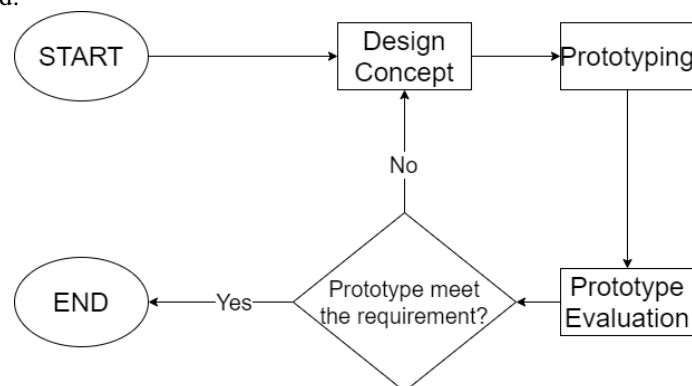 d.
START
Design
Concept
Prototyping
No
END
Yes
Prototype meet
the requirement?
Prototype
Evaluation